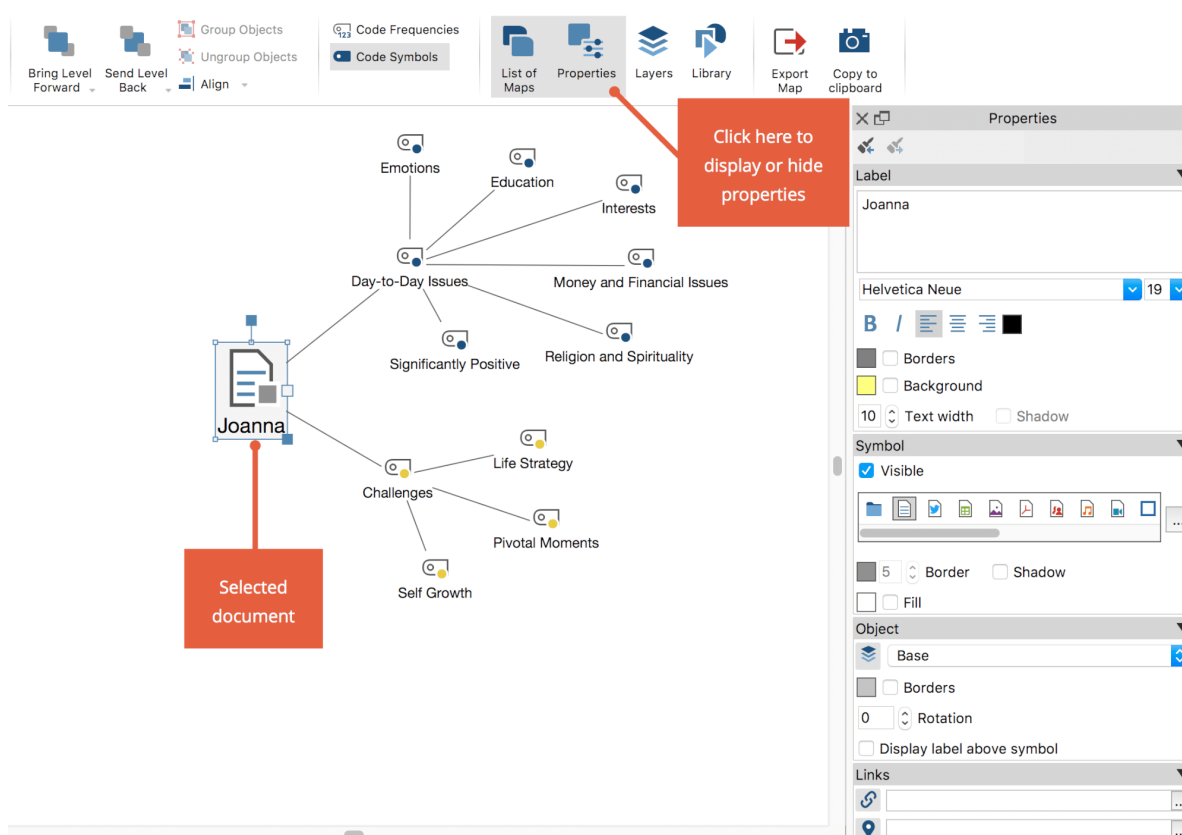 Group Objects
Ungroup Objects
Align
Bring Level
Forward
Send Level
Back
123
Code Frequencies
Code Symbols
List of
Maps
Properties
Layers
Library
Export
Map
Copy to
clipboard
Click here to
display or hide
properties
Emotions
Education
Interests
Day-to-Day Issues
Money and Financial Issues
Significantly Positive
Religion and Spirituality
Joanna
Life Strategy
Challenges
Pivotal Moments
Self Growth
Selected
document
Properties
Label
Joanna
Helvetica Neue 19
B I
Borders
Background
10 Text width Shadow
Symbol
Visible
...
5 Border Shadow
Fill
Object
Base
Borders
0 Rotation
Display label above symbol
Links
...
...